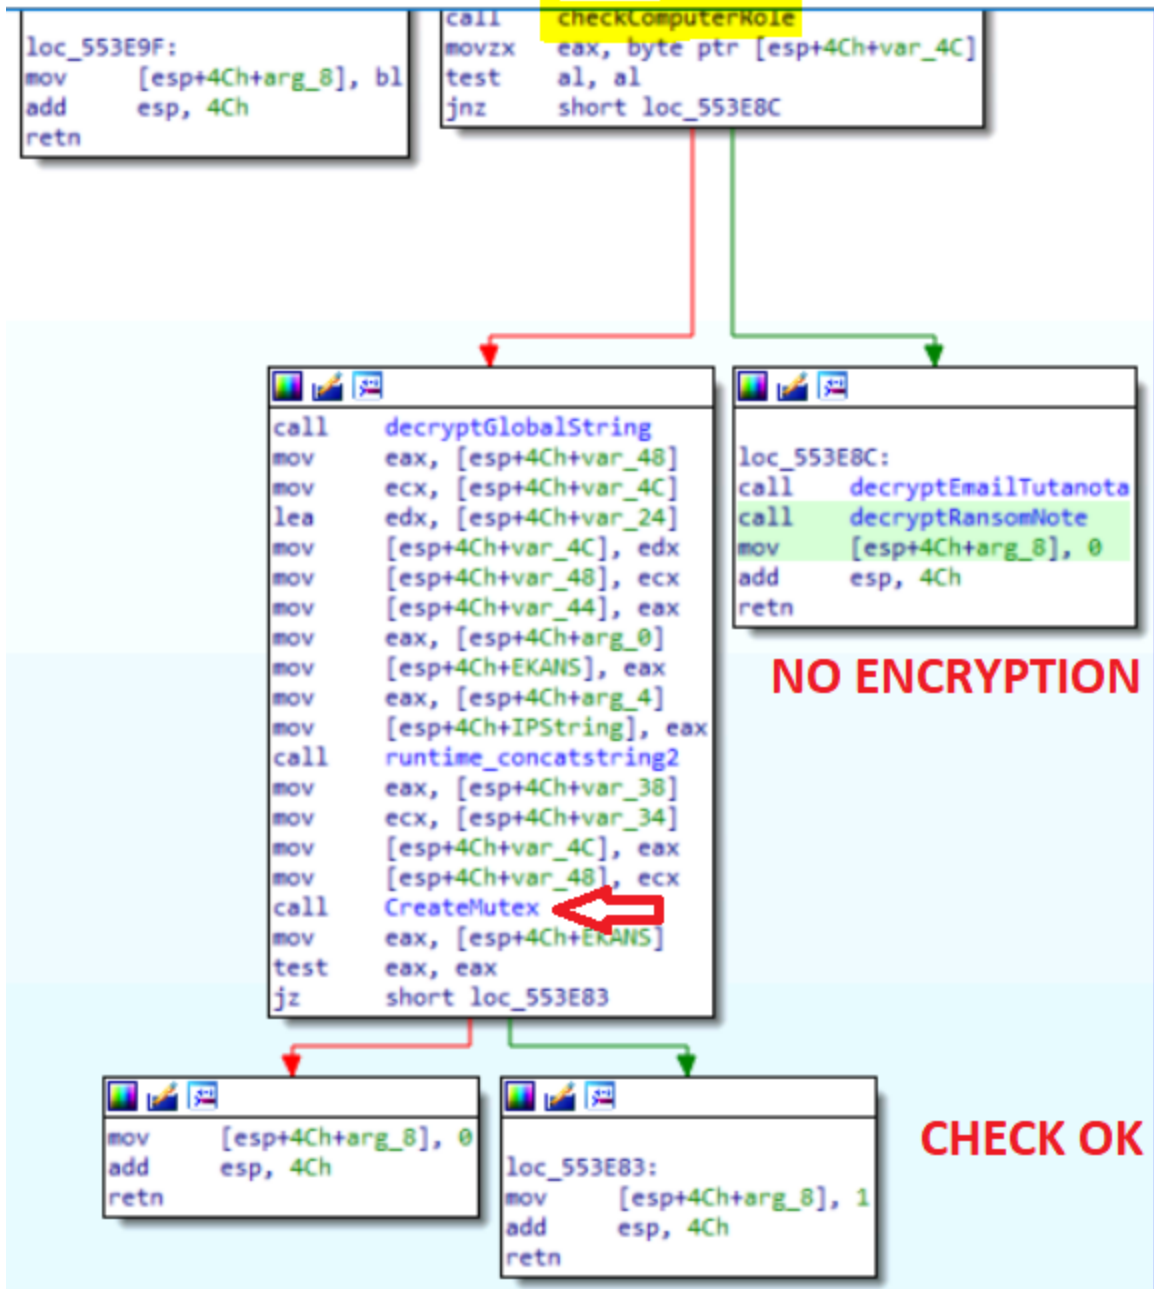 call checkComputerRole
movzx eax, byte ptr [esp+4Ch+var_4C]
test al, al
jnz short loc_553E8C
loc_553E9F:
mov [esp+4Ch+arg_8], bl
add esp, 4Ch
retn
call decryptGlobalString
mov eax, [esp+4Ch+var_48]
mov ecx, [esp+4Ch+var_4C]
lea edx, [esp+4Ch+var_24]
mov [esp+4Ch+var_4C], edx
mov [esp+4Ch+var_48], ecx
mov [esp+4Ch+var_44], eax
mov eax, [esp+4Ch+arg_0]
mov [esp+4Ch+EKANS], eax
mov eax, [esp+4Ch+arg_4]
mov [esp+4Ch+IPString], eax
call runtime_concatstring2
mov eax, [esp+4Ch+var_38]
mov ecx, [esp+4Ch+var_34]
mov [esp+4Ch+var_4C], eax
mov [esp+4Ch+var_48], ecx
call CreateMutex
mov eax, [esp+4Ch+EKANS]
test eax, eax
jz short loc_553E83
loc_553E8C:
call decryptEmailTutanota
call decryptRansomNote
mov [esp+4Ch+arg_8], 0
add esp, 4Ch
retn
NO ENCRYPTION
mov [esp+4Ch+arg_8], 0
add esp, 4Ch
retn
loc_553E83:
mov [esp+4Ch+arg_8], 1
add esp, 4Ch
retn
CHECK OK